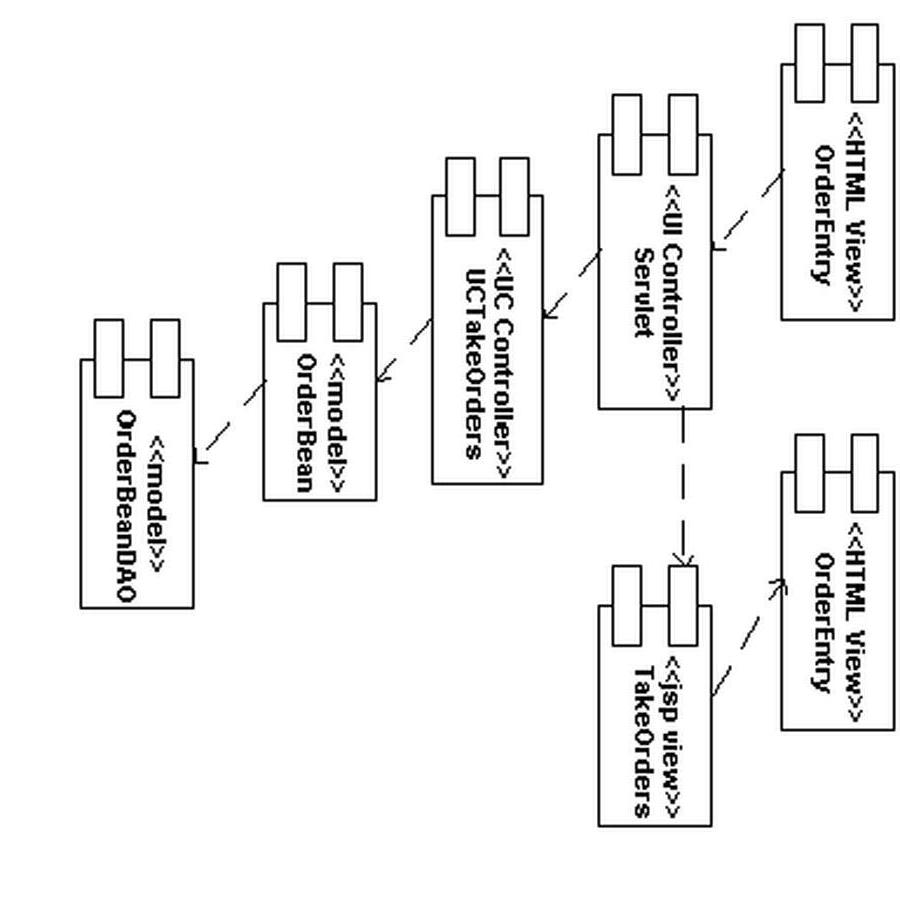 <<HTML View>>
OrderEntry
<<UI Controller>>
Servlet
<<UC Controller>>
UCTakeOrders
<<model>>
OrderBean
<<model>>
OrderBeanDAO
<<HTML View>>
OrderEntry
<<jsp view>>
TakeOrders